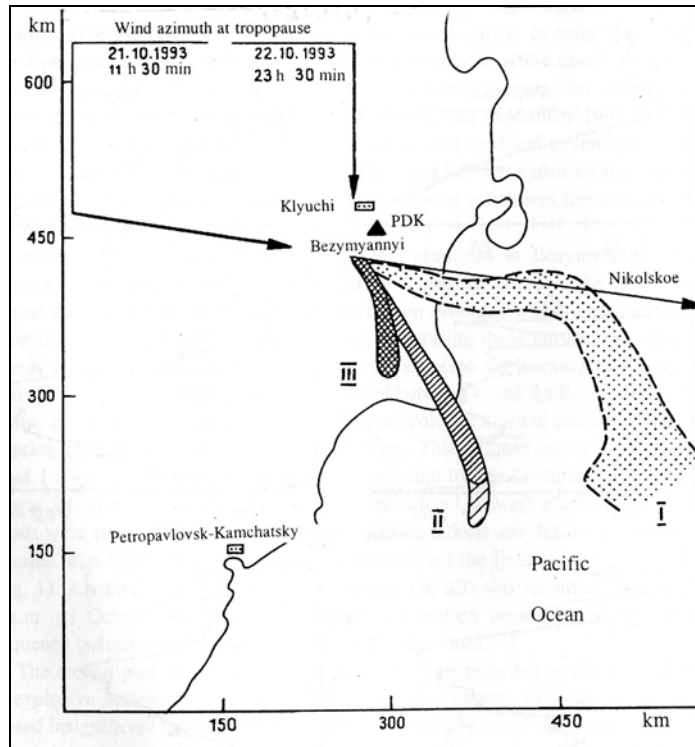 Wind azimuth at tropopause
21.10.1993
11 h 30 min
22.10.1993
23 h 30 min
km
600
450
300
150
Klyuchi
PDK
Bezymyannyi
Nikolskoe
III
II
I
Petropavlovsk-Kamchatsky
Pacific
Ocean
150
300
450
km